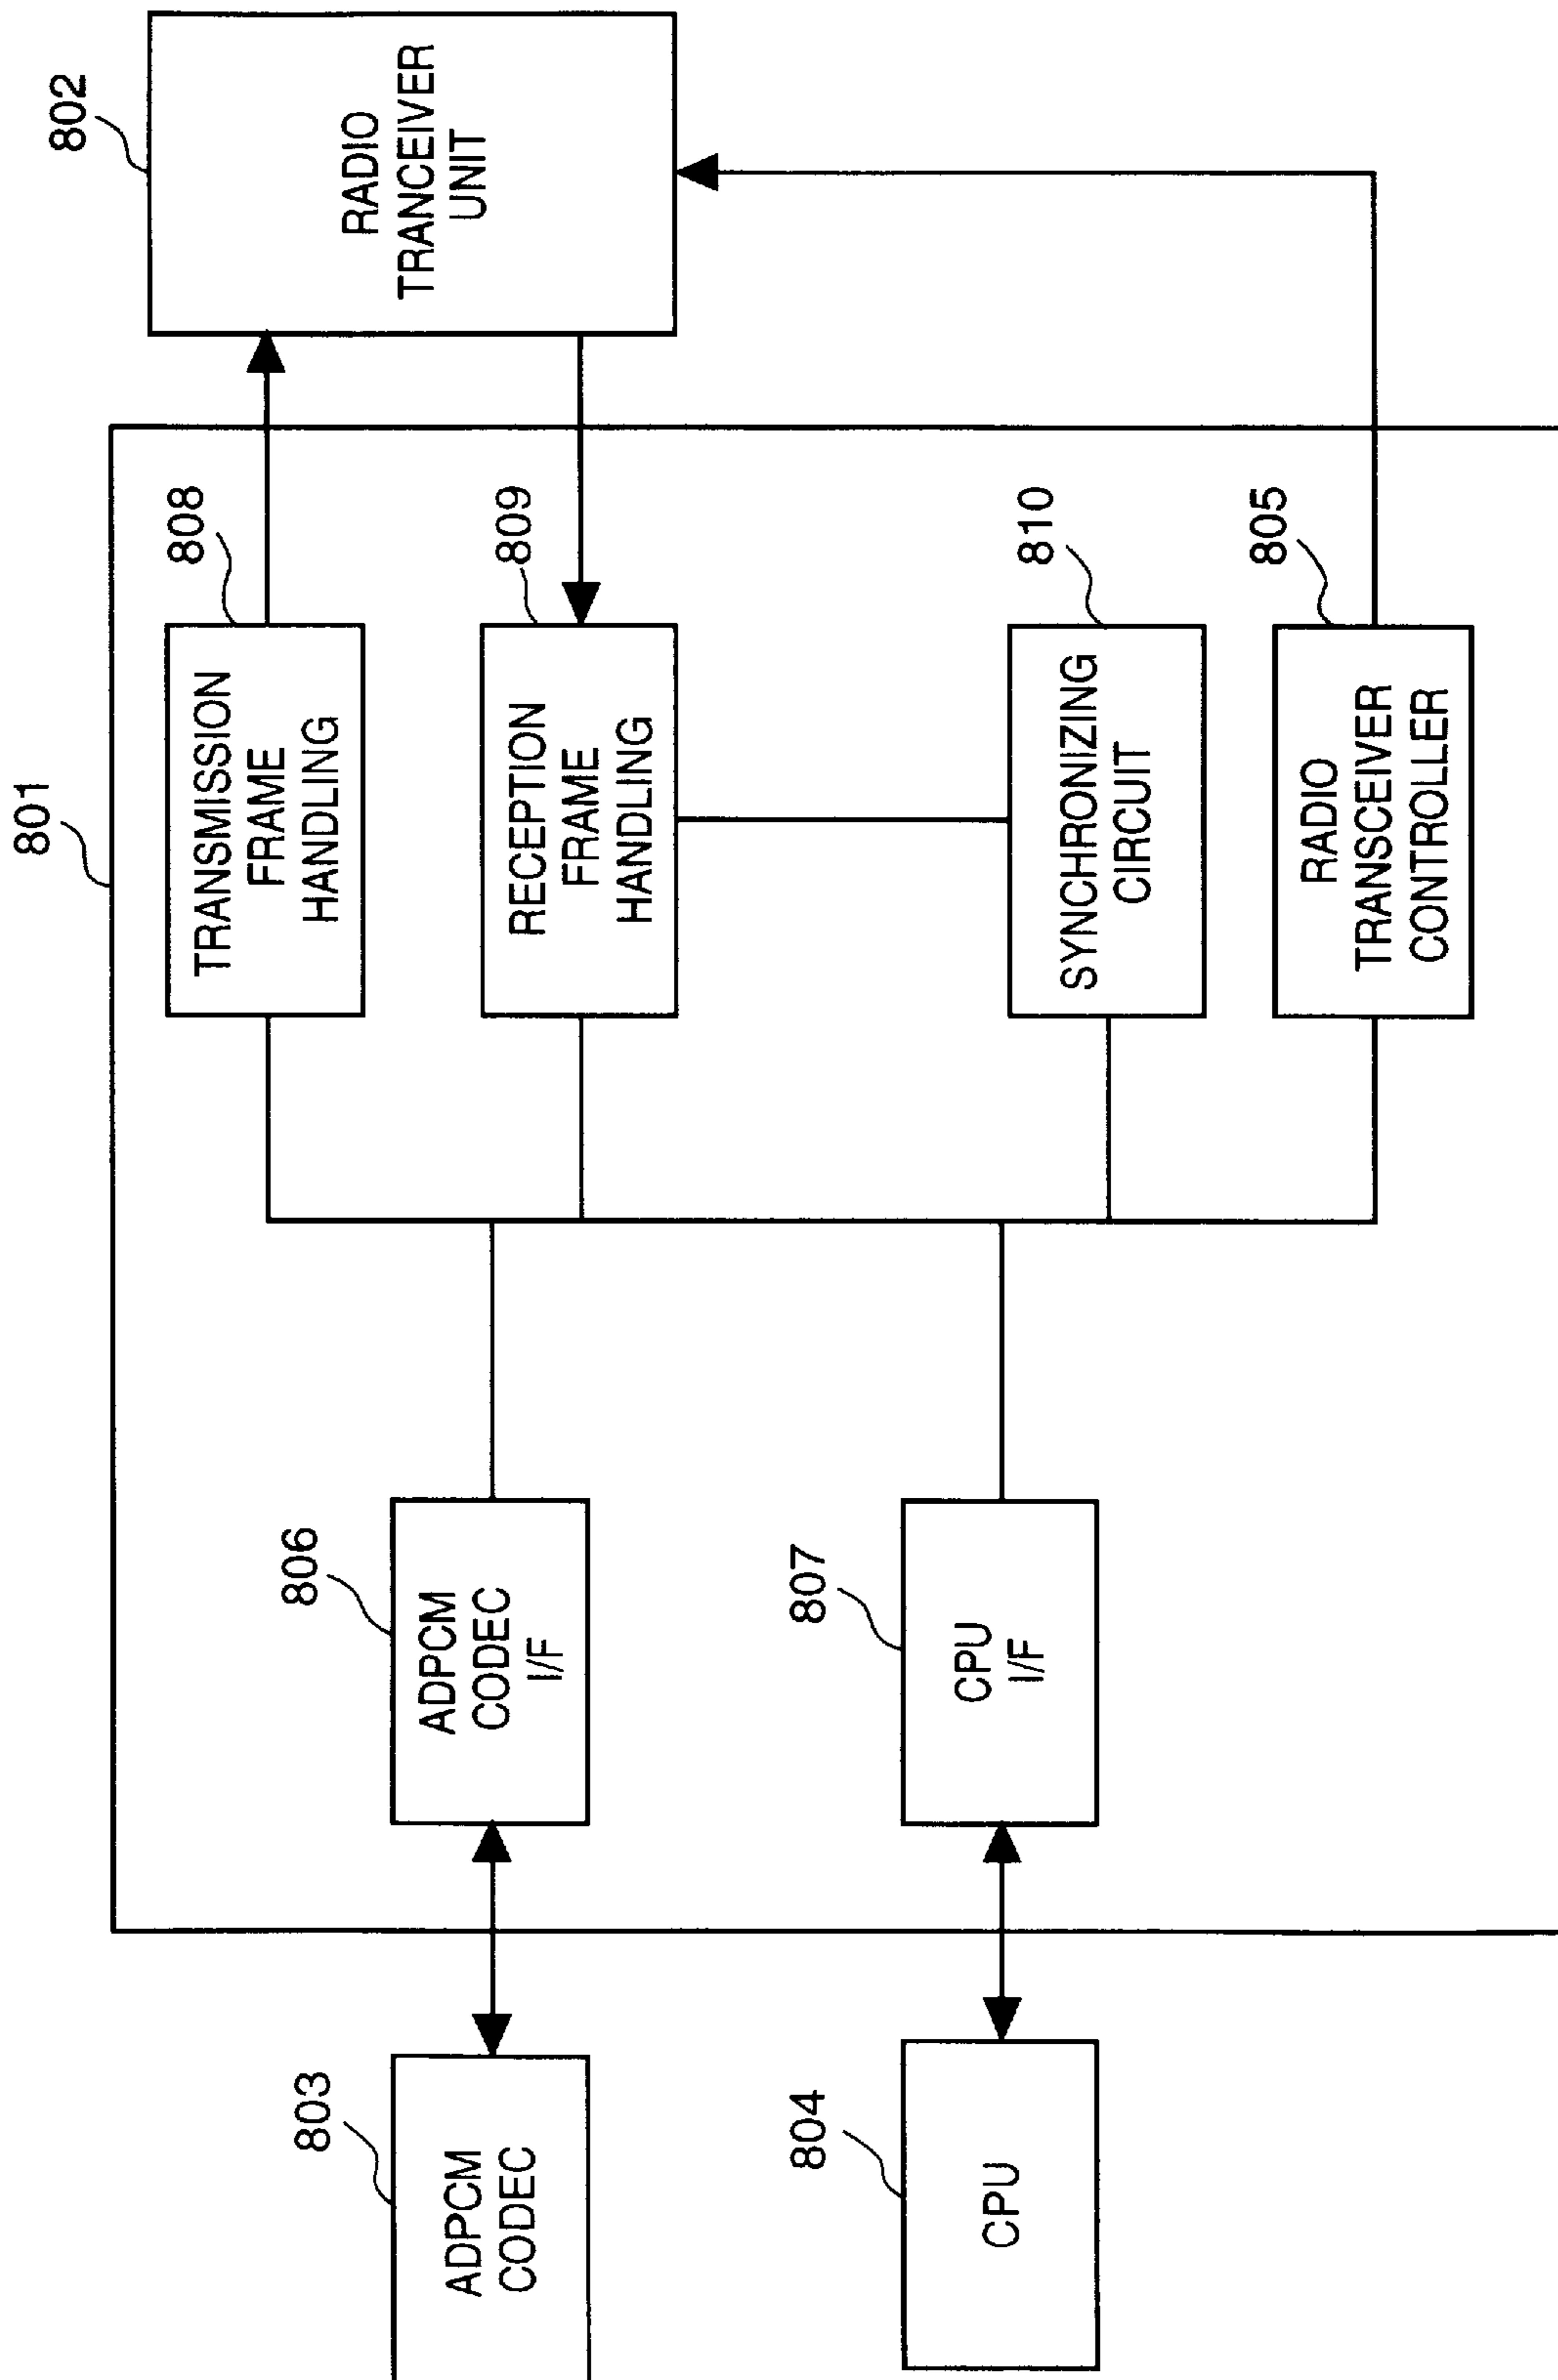 801
802
RADIO
TRANCEIVER
UNIT
808
TRANSMISSION
FRAME
HANDLING
809
RECEPTION
FRAME
HANDLING
810
SYNCHRONIZING
CIRCUIT
805
RADIO
TRANSCEIVER
CONTROLLER
806
ADPCM
CODEC
I/F
807
CPU
I/F
803
ADPCM
CODEC
804
CPU